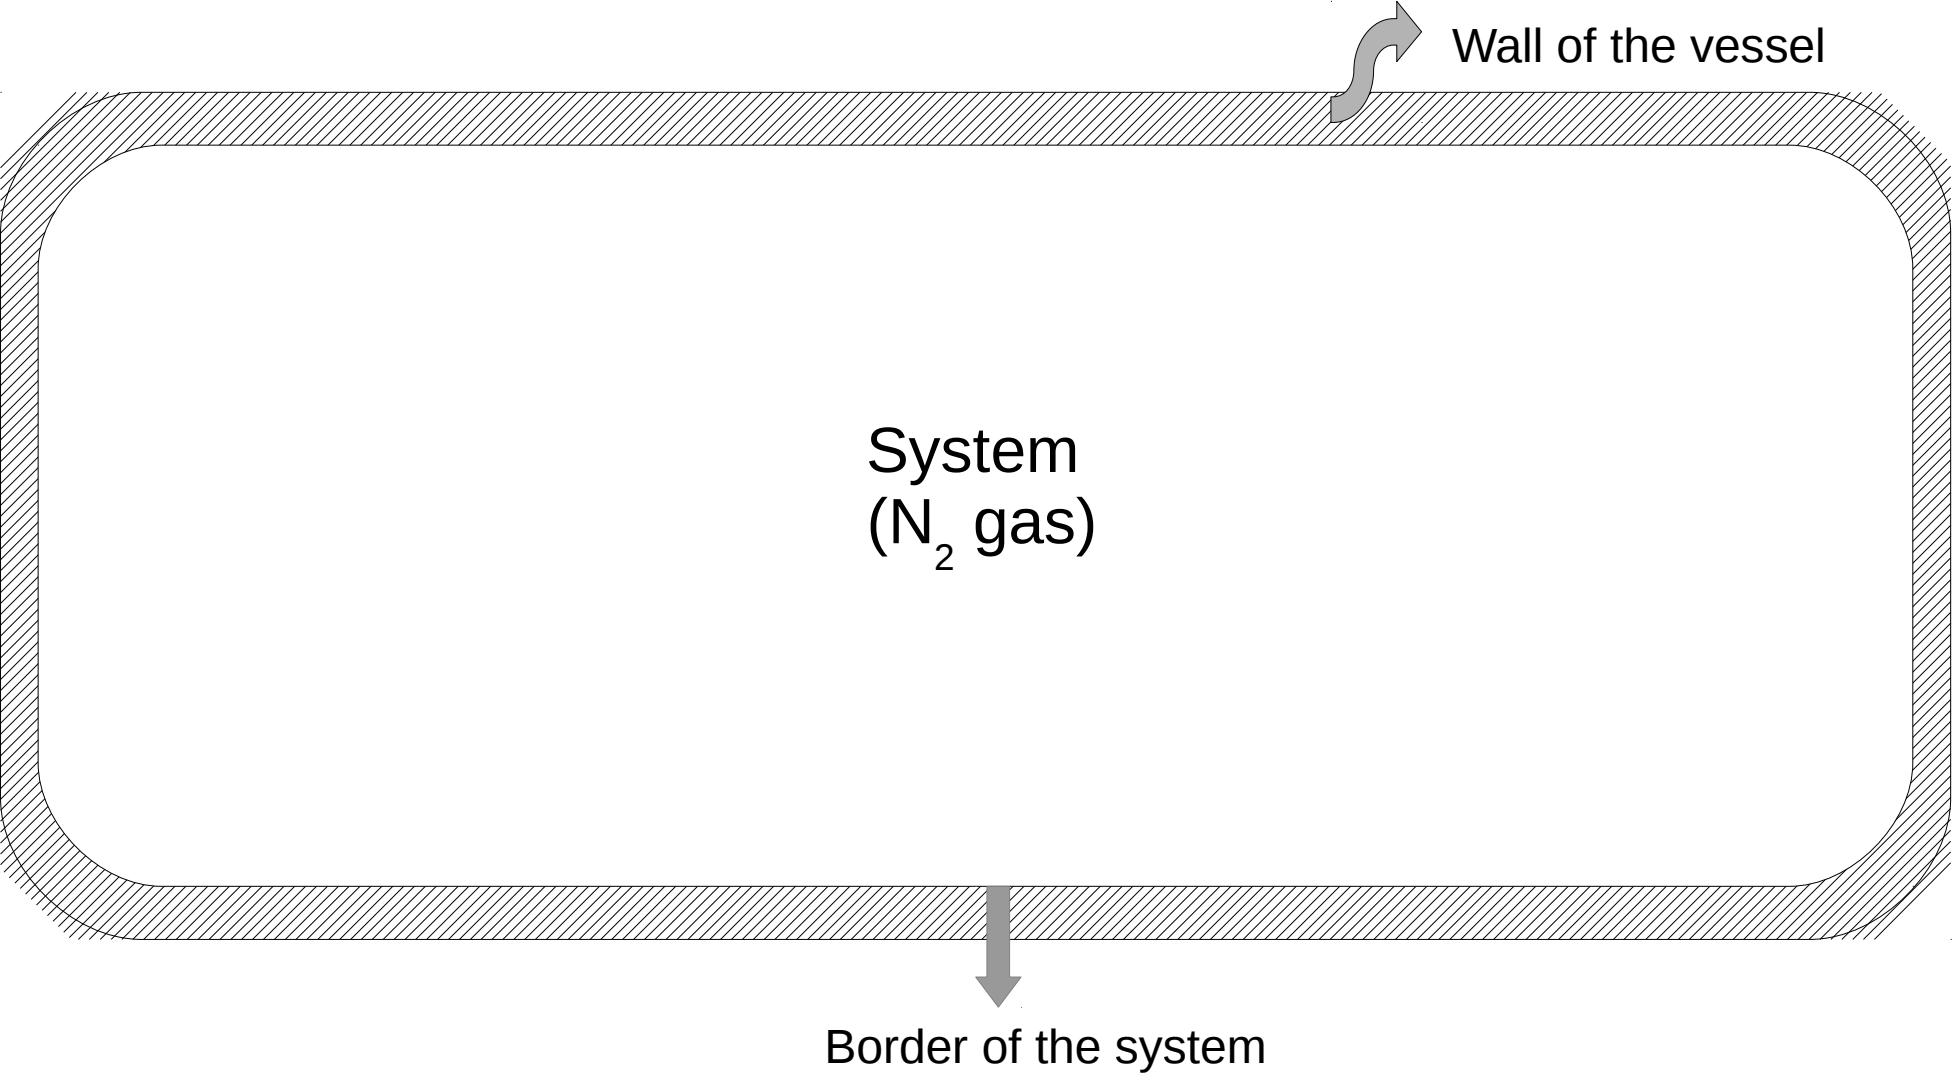 Wall of the vessel
System
(N₂ gas)
Border of the system